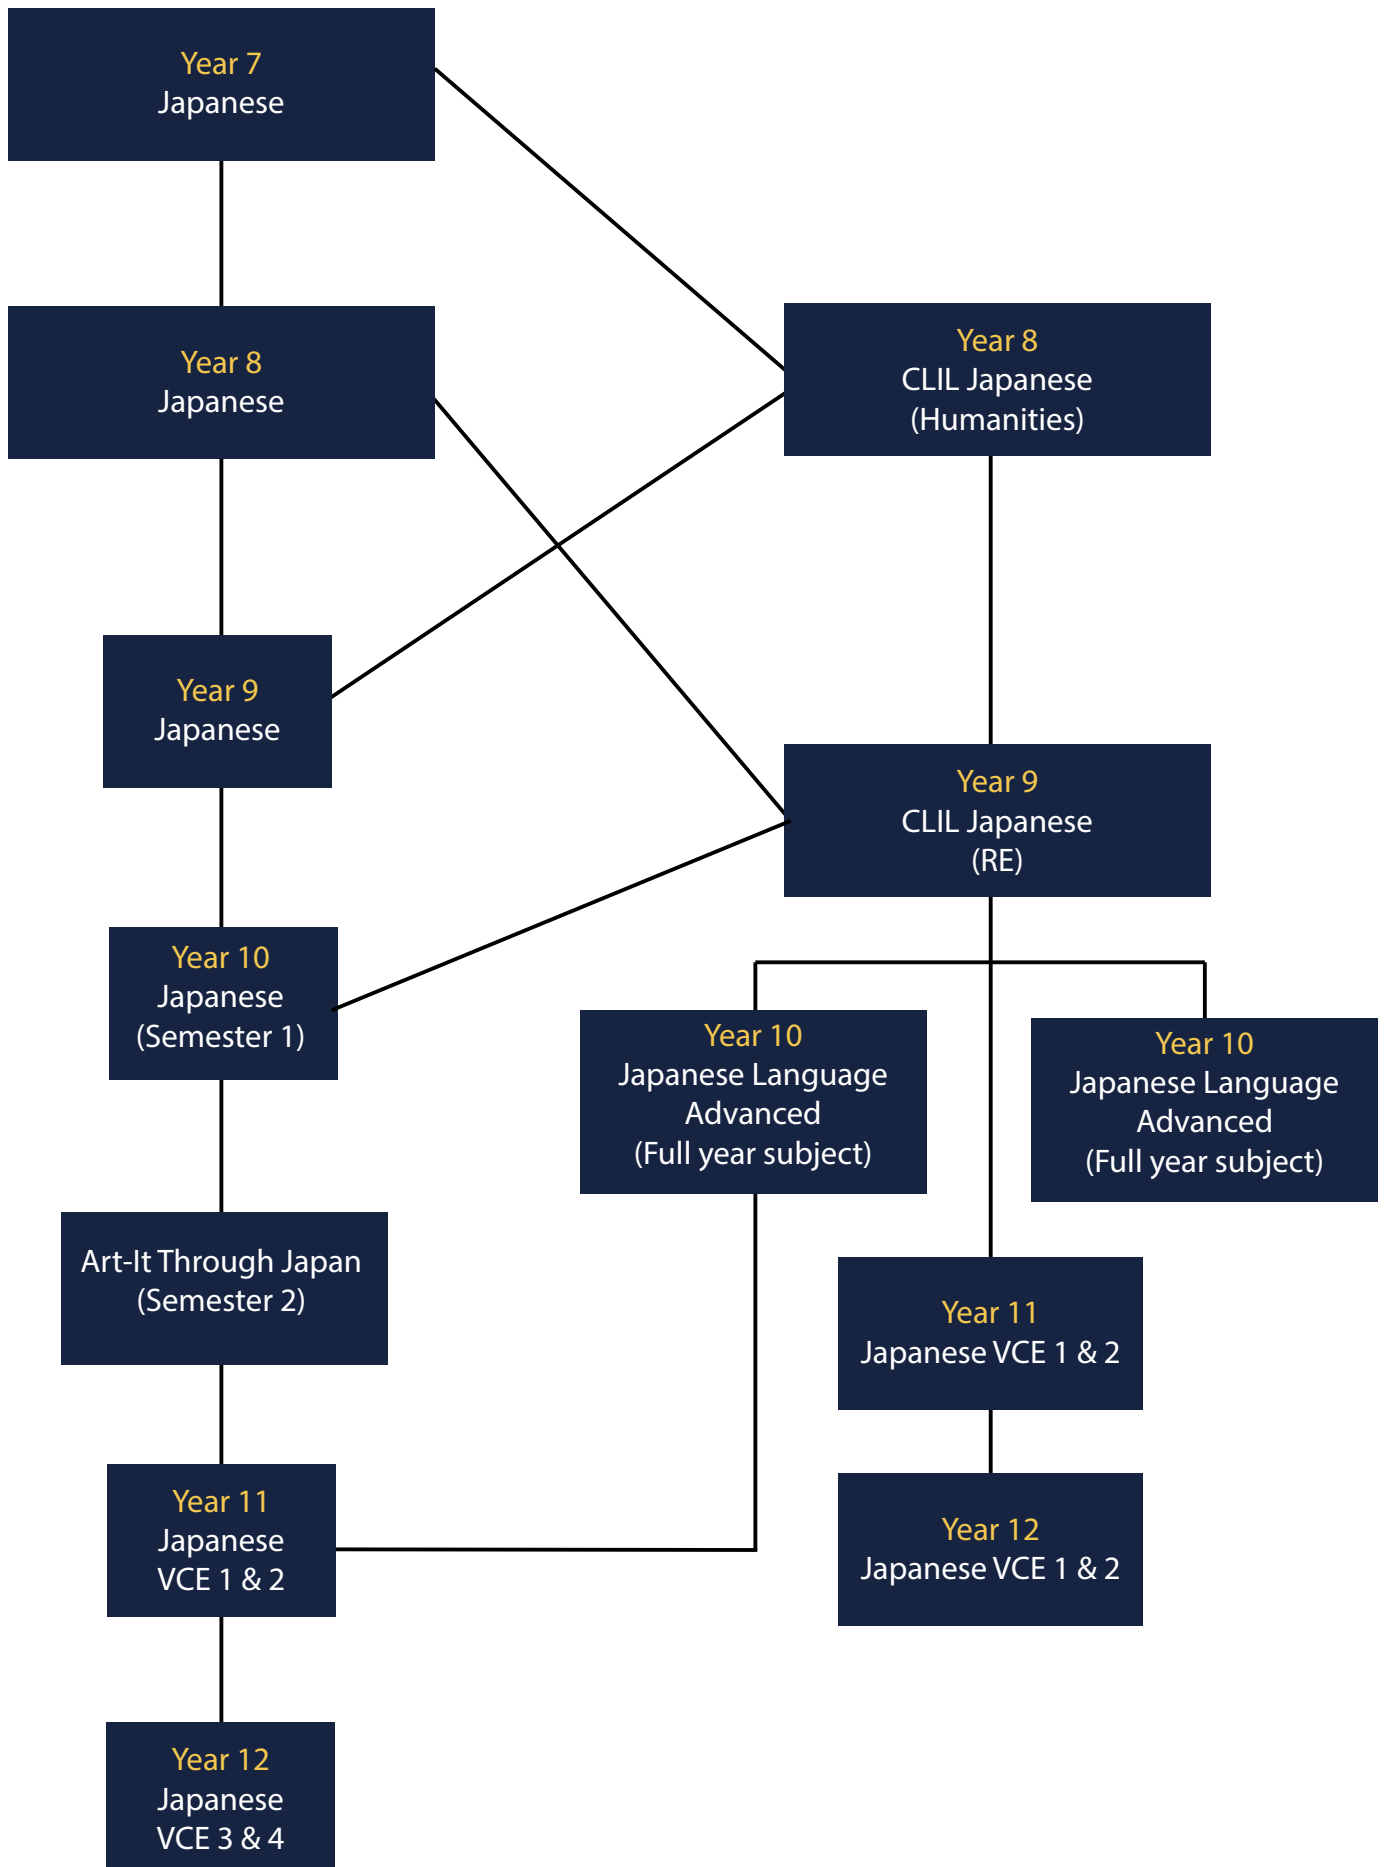 Year 7
Japanese
Year 8
Japanese
Year 8
CLIL Japanese
(Humanities)
Year 9
Japanese
Year 9
CLIL Japanese
(RE)
Year 10
Japanese
(Semester 1)
Year 10
Japanese Language
Advanced
(Full year subject)
Year 10
Japanese Language
Advanced
(Full year subject)
Art-It Through Japan
(Semester 2)
Year 11
Japanese VCE 1 & 2
Year 11
Japanese
VCE 1 & 2
Year 12
Japanese VCE 1 & 2
Year 12
Japanese
VCE 3 & 4